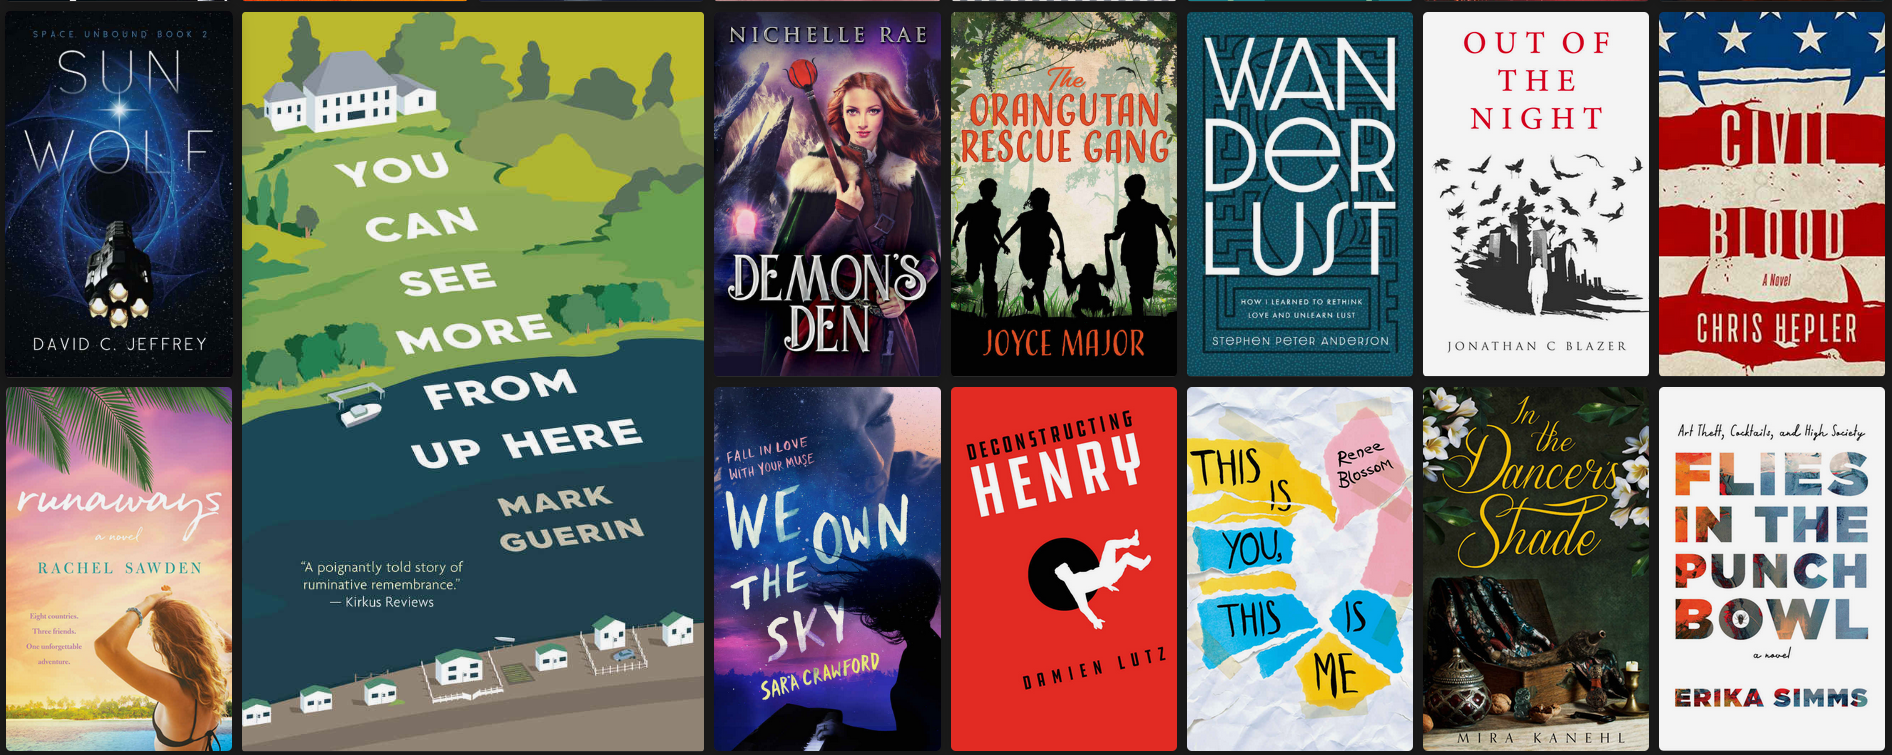 SPACE UNBOUND BOOK 2
SUN
WOLF
DAVID C. JEFFREY
YOU
CAN
SEE
MORE
FROM
UP HERE
MARK
GUERIN
“A poignantly told story of
ruminative remembrance.”
— Kirkus Reviews
NICHELLE RAE
DEMON'S
DEN
The
ORANGUTAN
RESCUE GANG
JOYCE MAJOR
WAN
DER
LUST
HOW I LEARNED TO RETHINK
LOVE AND UNLEARN LUST
STEPHEN PETER ANDERSON
OUT OF
THE
NIGHT
JONATHAN C BLAZER
CIVIL
BLOOD
A Novel
CHRIS HEPLER
runaways
a novel
RACHEL SAWDEN
Eight countries.
Three friends.
One unforgettable
adventure.
FALL IN LOVE
WITH YOUR MUSE
WE OWN
THE
SKY
SARA CRAWFORD
DECONSTRUCTING
HENRY
DAMIEN LUTZ
THIS
IS
YOU,
THIS IS
ME
Renee
Blossom
In
the
Dancer's
Shade
MIRA KANEHL
Art Theft, Cocktails, and High Society
FLIES
IN THE
PUNCH
BOWL
a novel
ERIKA SIMMS